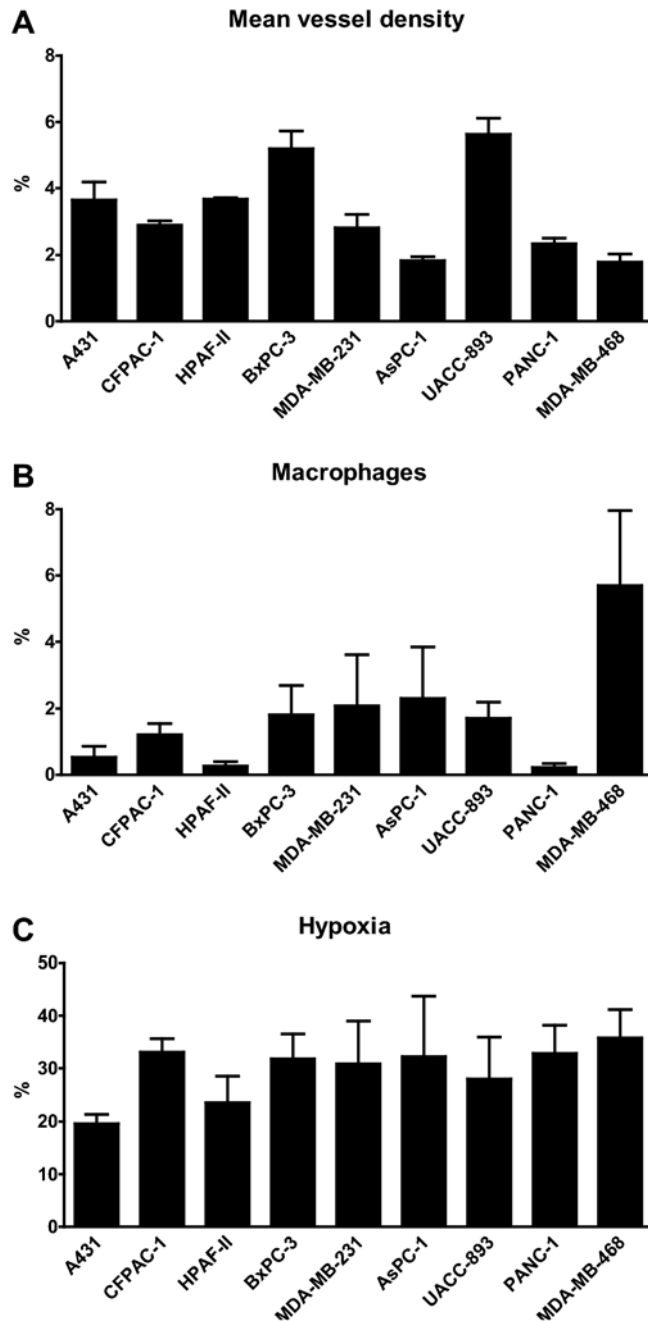 A
Mean vessel density
8
6
4
2
0
%
A431
CFPAC-1
HPAF-II
BxPC-3
MDA-MB-231
AsPC-1
UACC-893
PANC-1
MDA-MB-468
B
Macrophages
8
6
4
2
0
%
A431
CFPAC-1
HPAF-II
BxPC-3
MDA-MB-231
AsPC-1
UACC-893
PANC-1
MDA-MB-468
C
Hypoxia
50
40
30
20
10
0
%
A431
CFPAC-1
HPAF-II
BxPC-3
MDA-MB-231
AsPC-1
UACC-893
PANC-1
MDA-MB-468